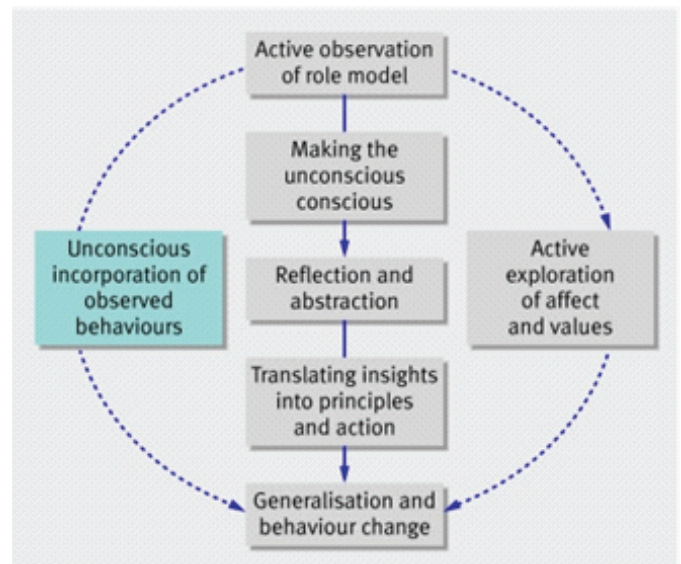 Active observation
of role model
Making the
unconscious
conscious
Unconscious
incorporation of
observed
behaviours
Reflection and
abstraction
Active
exploration
of affect
and values
Translating insights
into principles
and action
Generalisation and
behaviour change